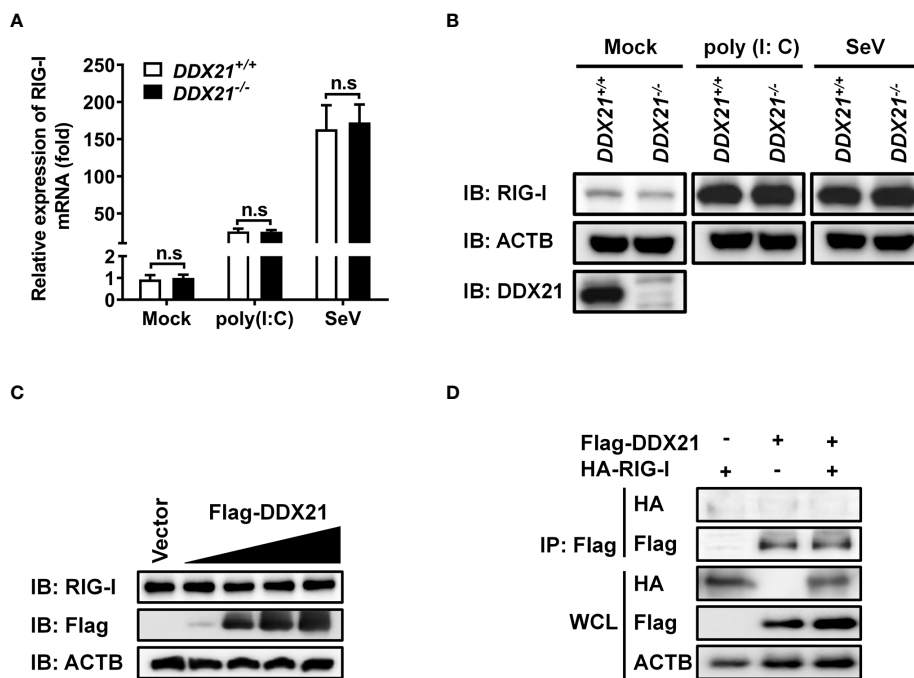 A
Relative expression of RIG-I
mRNA (fold)
250
200
150
100
50
2
1
0
DDX21+/+
DDX21-/-
n.s
n.s
n.s
Mock
poly(I:C)
SeV
B
Mock
poly (I: C)
SeV
DDX21+/+
DDX21-/-
DDX21+/+
DDX21-/-
DDX21+/+
DDX21-/-
IB: RIG-I
IB: ACTB
IB: DDX21
C
Vector
Flag-DDX21
IB: RIG-I
IB: Flag
IB: ACTB
D
Flag-DDX21 - + +
HA-RIG-I + - +
IP: Flag
HA
Flag
WCL
HA
Flag
ACTB